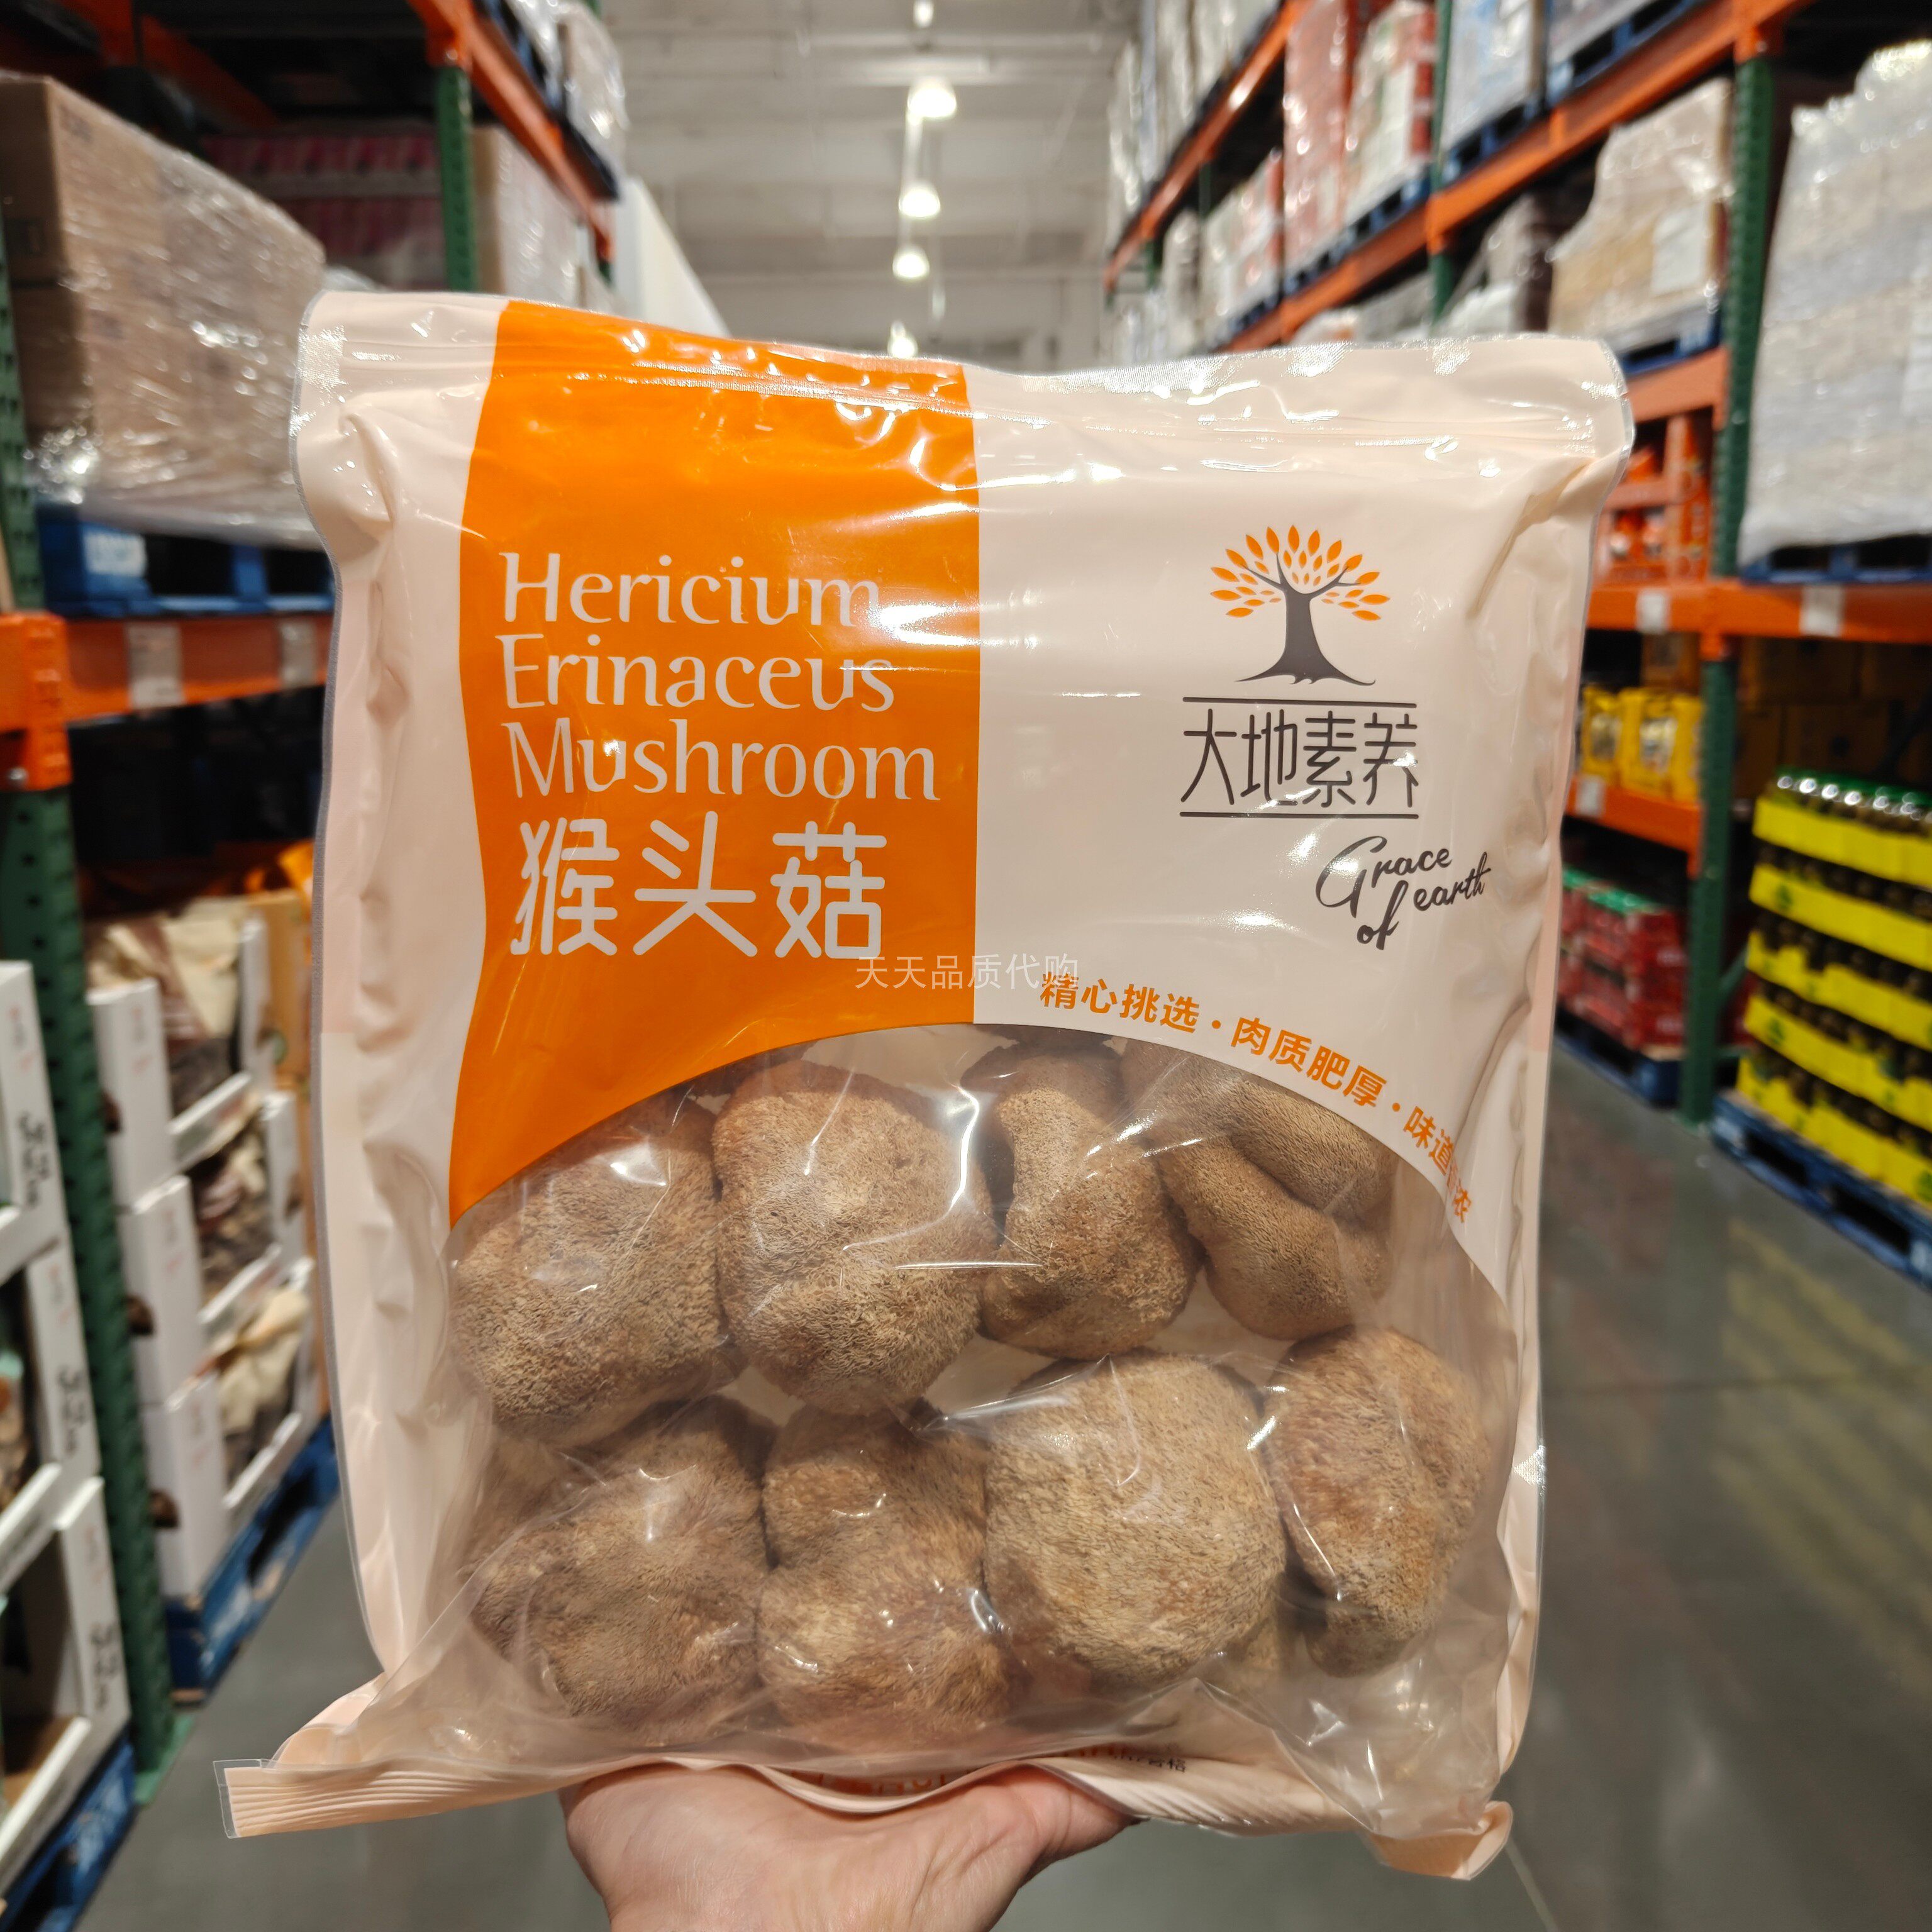 Hericium
Erinaceus
Mushroom
猴头菇
大地素养
Grace
of earth
天天品质代购
精心挑选·肉质肥厚·味道